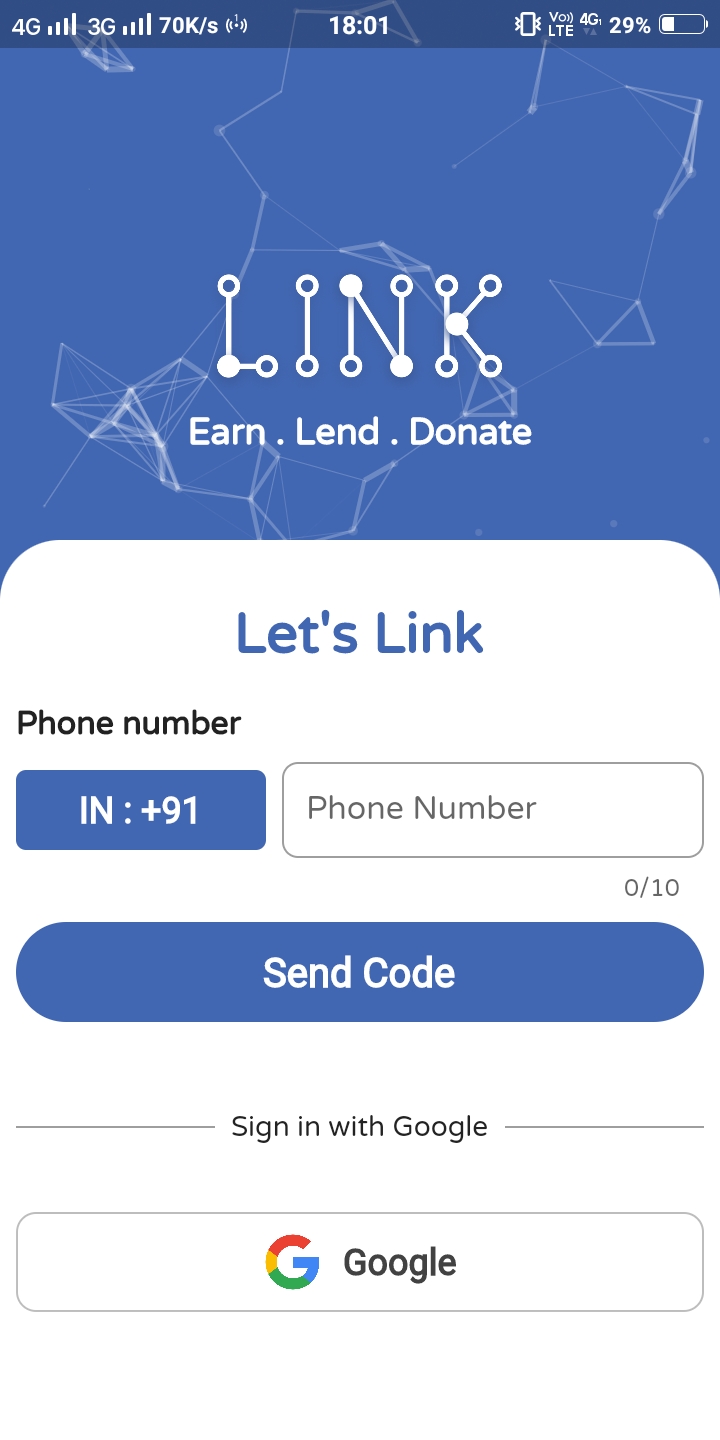 4G 3G 70K/s 18:01 Vo)) LTE 4G 29%
LINK
Earn . Lend . Donate
Let's Link
Phone number
IN : +91 Phone Number
0/10
Send Code
Sign in with Google
Google